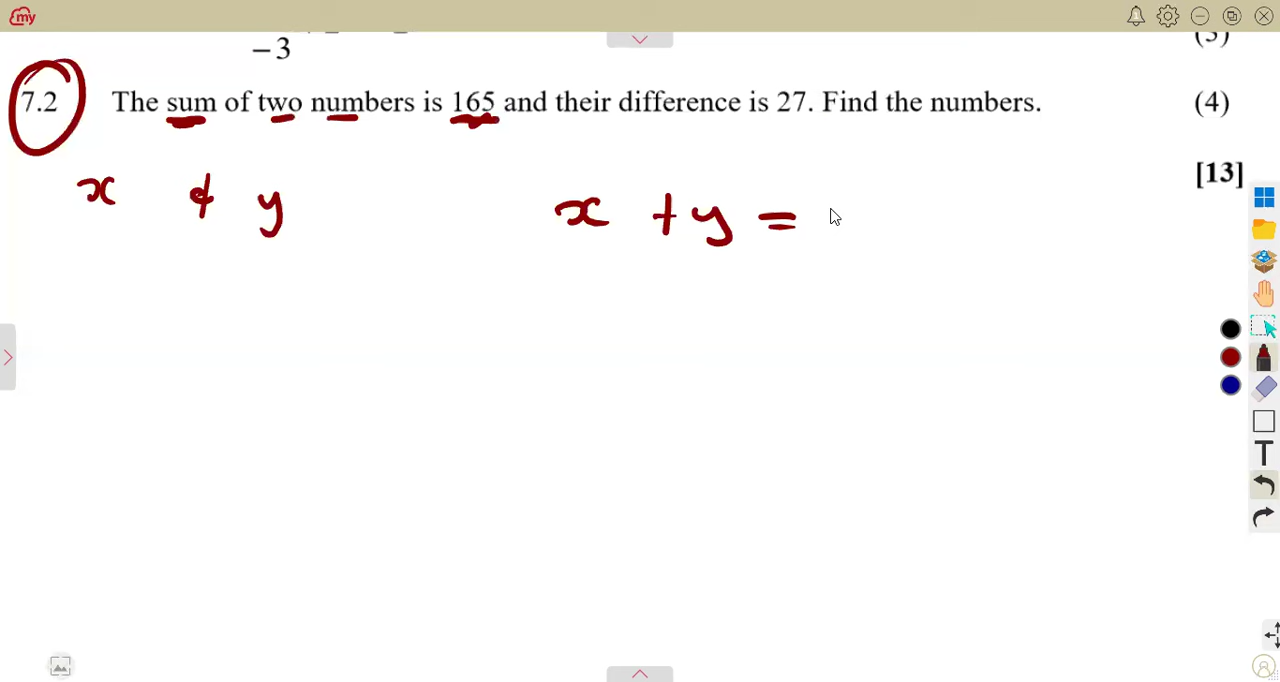 my
-3
(3)
7.2 The sum of two numbers is 165 and their difference is 27. Find the numbers. (4)
[13]
x & y x + y =
T